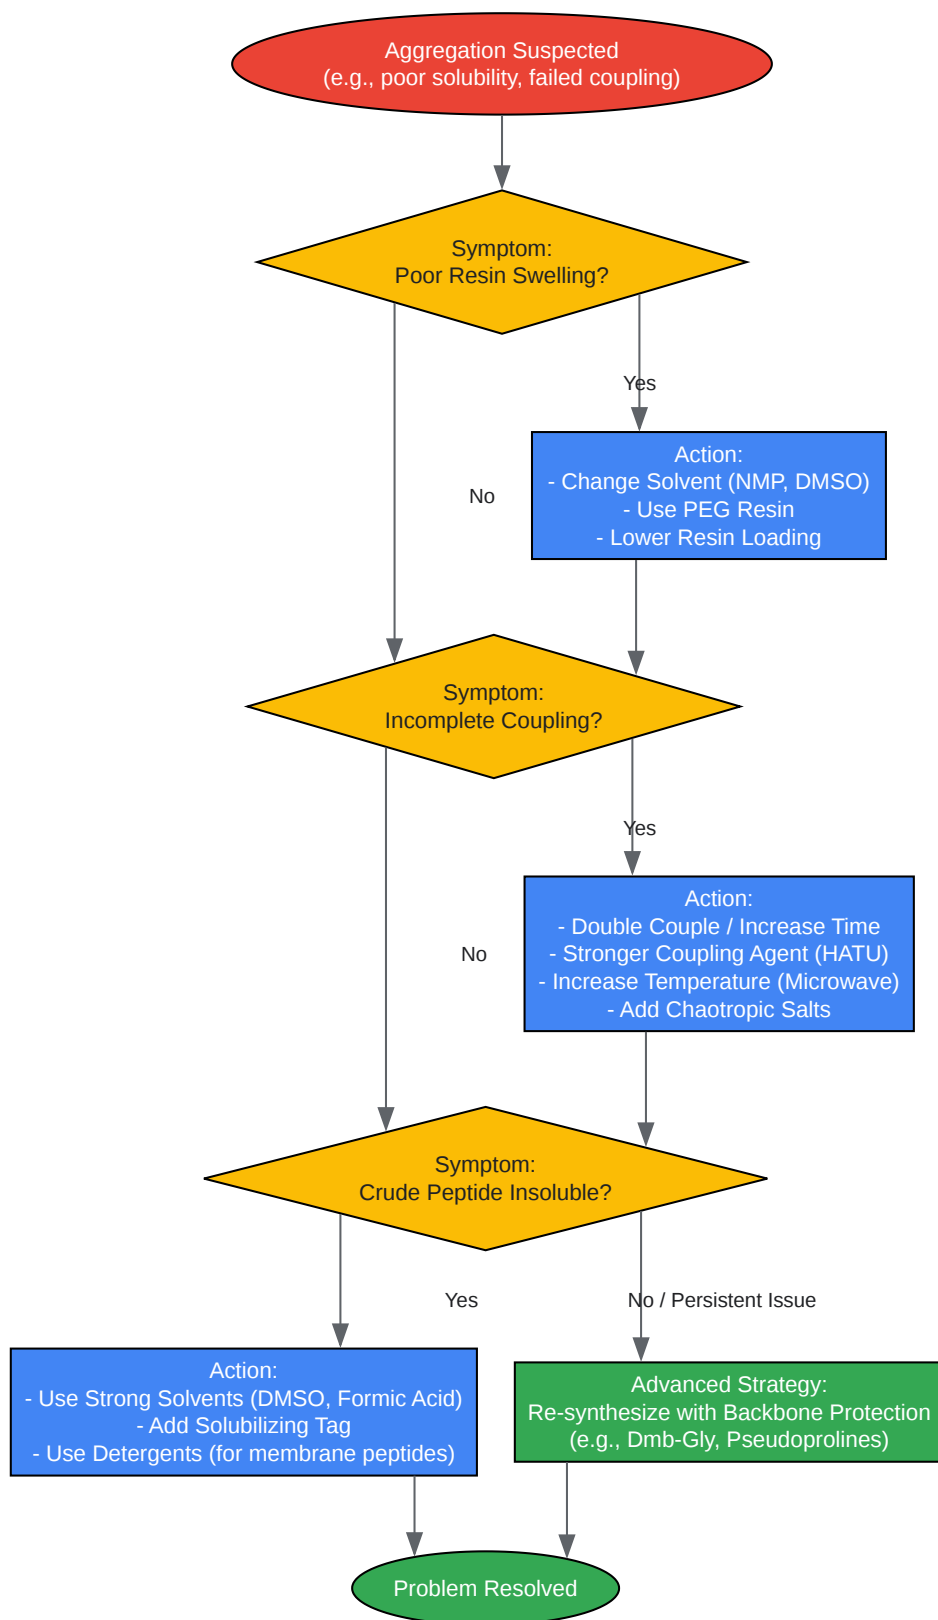 Aggregation Suspected
(e.g., poor solubility, failed coupling)
Symptom:
Poor Resin Swelling?
Yes
Action:
- Change Solvent (NMP, DMSO)
- Use PEG Resin
- Lower Resin Loading
No
Symptom:
Incomplete Coupling?
Yes
Action:
- Double Couple / Increase Time
- Stronger Coupling Agent (HATU)
- Increase Temperature (Microwave)
- Add Chaotropic Salts
No
Symptom:
Crude Peptide Insoluble?
Yes
No / Persistent Issue
Action:
- Use Strong Solvents (DMSO, Formic Acid)
- Add Solubilizing Tag
- Use Detergents (for membrane peptides)
Advanced Strategy:
Re-synthesize with Backbone Protection
(e.g., Dmb-Gly, Pseudoprolines)
Problem Resolved